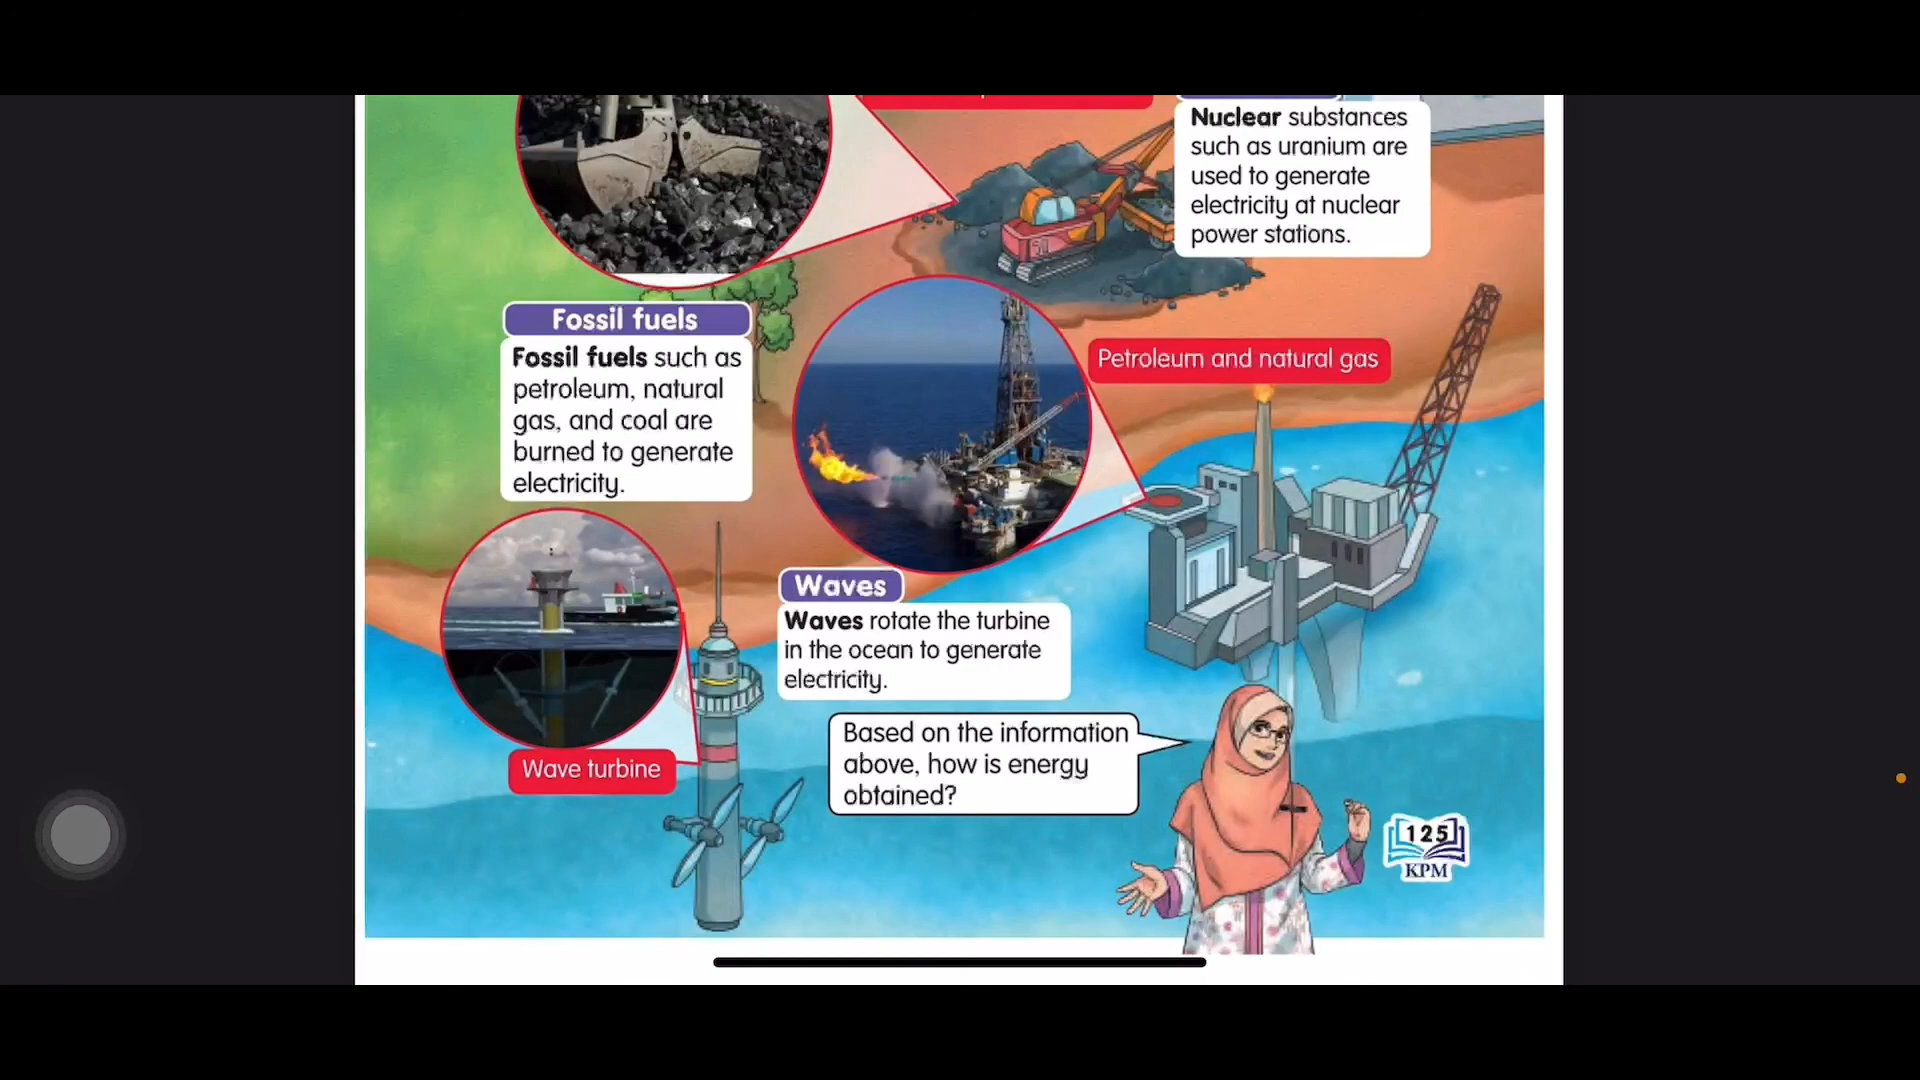 Nuclear substances
such as uranium are
used to generate
electricity at nuclear
power stations.
Fossil fuels
Fossil fuels such as
petroleum, natural
gas, and coal are
burned to generate
electricity.
Petroleum and natural gas
Waves
Waves rotate the turbine
in the ocean to generate
electricity.
Wave turbine
Based on the information
above, how is energy
obtained?
125
KPM